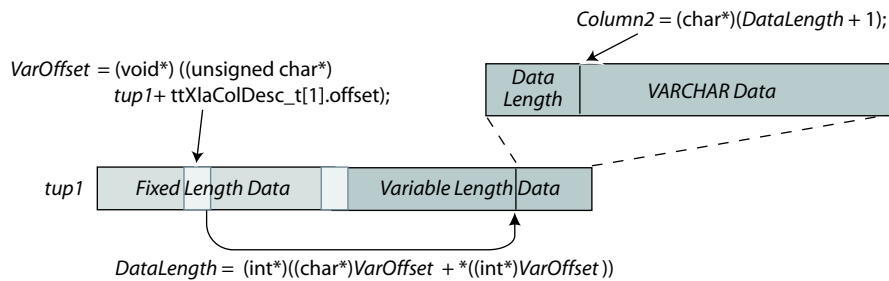 Column2 = (char*)(DataLength + 1);
VarOffset = (void*) ((unsigned char*)
tup1+ ttXlaColDesc_t[1].offset);
Data
Length
VARCHAR Data
tup1
Fixed Length Data
Variable Length Data
DataLength = (int*)((char*)VarOffset + *((int*)VarOffset))